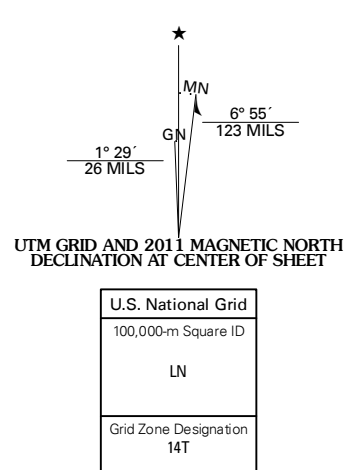 ★
MN
GN
6° 55´
123 MILS
1° 29´
26 MILS
UTM GRID AND 2011 MAGNETIC NORTH
DECLINATION AT CENTER OF SHEET
U.S. National Grid
100,000-m Square ID
LN
Grid Zone Designation
14T